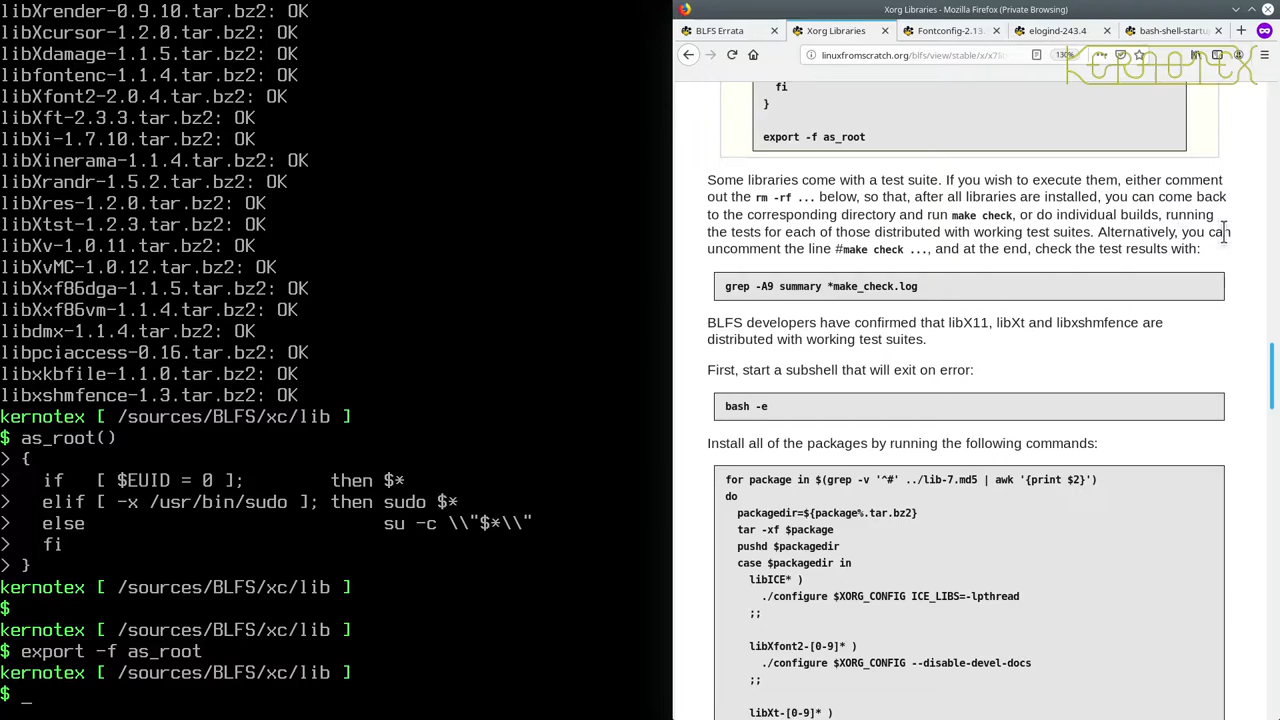 libXrender-0.9.10.tar.bz2: OK
libXcursor-1.2.0.tar.bz2: OK
libXdamage-1.1.5.tar.bz2: OK
libfontenc-1.1.4.tar.bz2: OK
libXfont2-2.0.4.tar.bz2: OK
libXft-2.3.3.tar.bz2: OK
libXi-1.7.10.tar.bz2: OK
libXinerama-1.1.4.tar.bz2: OK
libXrandr-1.5.2.tar.bz2: OK
libXres-1.2.0.tar.bz2: OK
libXtst-1.2.3.tar.bz2: OK
libXv-1.0.11.tar.bz2: OK
libXvMC-1.0.12.tar.bz2: OK
libXxf86dga-1.1.5.tar.bz2: OK
libXxf86vm-1.1.4.tar.bz2: OK
libdmx-1.1.4.tar.bz2: OK
libpciaccess-0.16.tar.bz2: OK
libxkbfile-1.1.0.tar.bz2: OK
libxshmfence-1.3.tar.bz2: OK
kernotex [ /sources/BLFS/xc/lib ]
$ as_root()
> {
>   if   [ $EUID = 0 ];        then $*
>   elif [ -x /usr/bin/sudo ]; then sudo $*
>   else                            su -c \\"$*\\"
>   fi
> }
kernotex [ /sources/BLFS/xc/lib ]
$
kernotex [ /sources/BLFS/xc/lib ]
$ export -f as_root
kernotex [ /sources/BLFS/xc/lib ]
$ _
Xorg Libraries - Mozilla Firefox (Private Browsing)
BLFS Errata
Xorg Libraries
Fontconfig-2.13.
elogind-243.4
bash-shell-startu
linuxfromscratch.org/blfs/view/stable/x/x7li
130%
KERNOTEX
fi
}
export -f as_root
Some libraries come with a test suite. If you wish to execute them, either comment
out the rm -rf ... below, so that, after all libraries are installed, you can come back
to the corresponding directory and run make check, or do individual builds, running
the tests for each of those distributed with working test suites. Alternatively, you can
uncomment the line #make check ..., and at the end, check the test results with:
grep -A9 summary *make_check.log
BLFS developers have confirmed that libX11, libXt and libxshmfence are
distributed with working test suites.
First, start a subshell that will exit on error:
bash -e
Install all of the packages by running the following commands:
for package in $(grep -v '^#' ../lib-7.md5 | awk '{print $2}')
do
packagedir=${package%.tar.bz2}
tar -xf $package
pushd $packagedir
case $packagedir in
libICE* )
./configure $XORG_CONFIG ICE_LIBS=-lpthread
;;
libXfont2-[0-9]* )
./configure $XORG_CONFIG --disable-devel-docs
;;
libXt-[0-9]* )